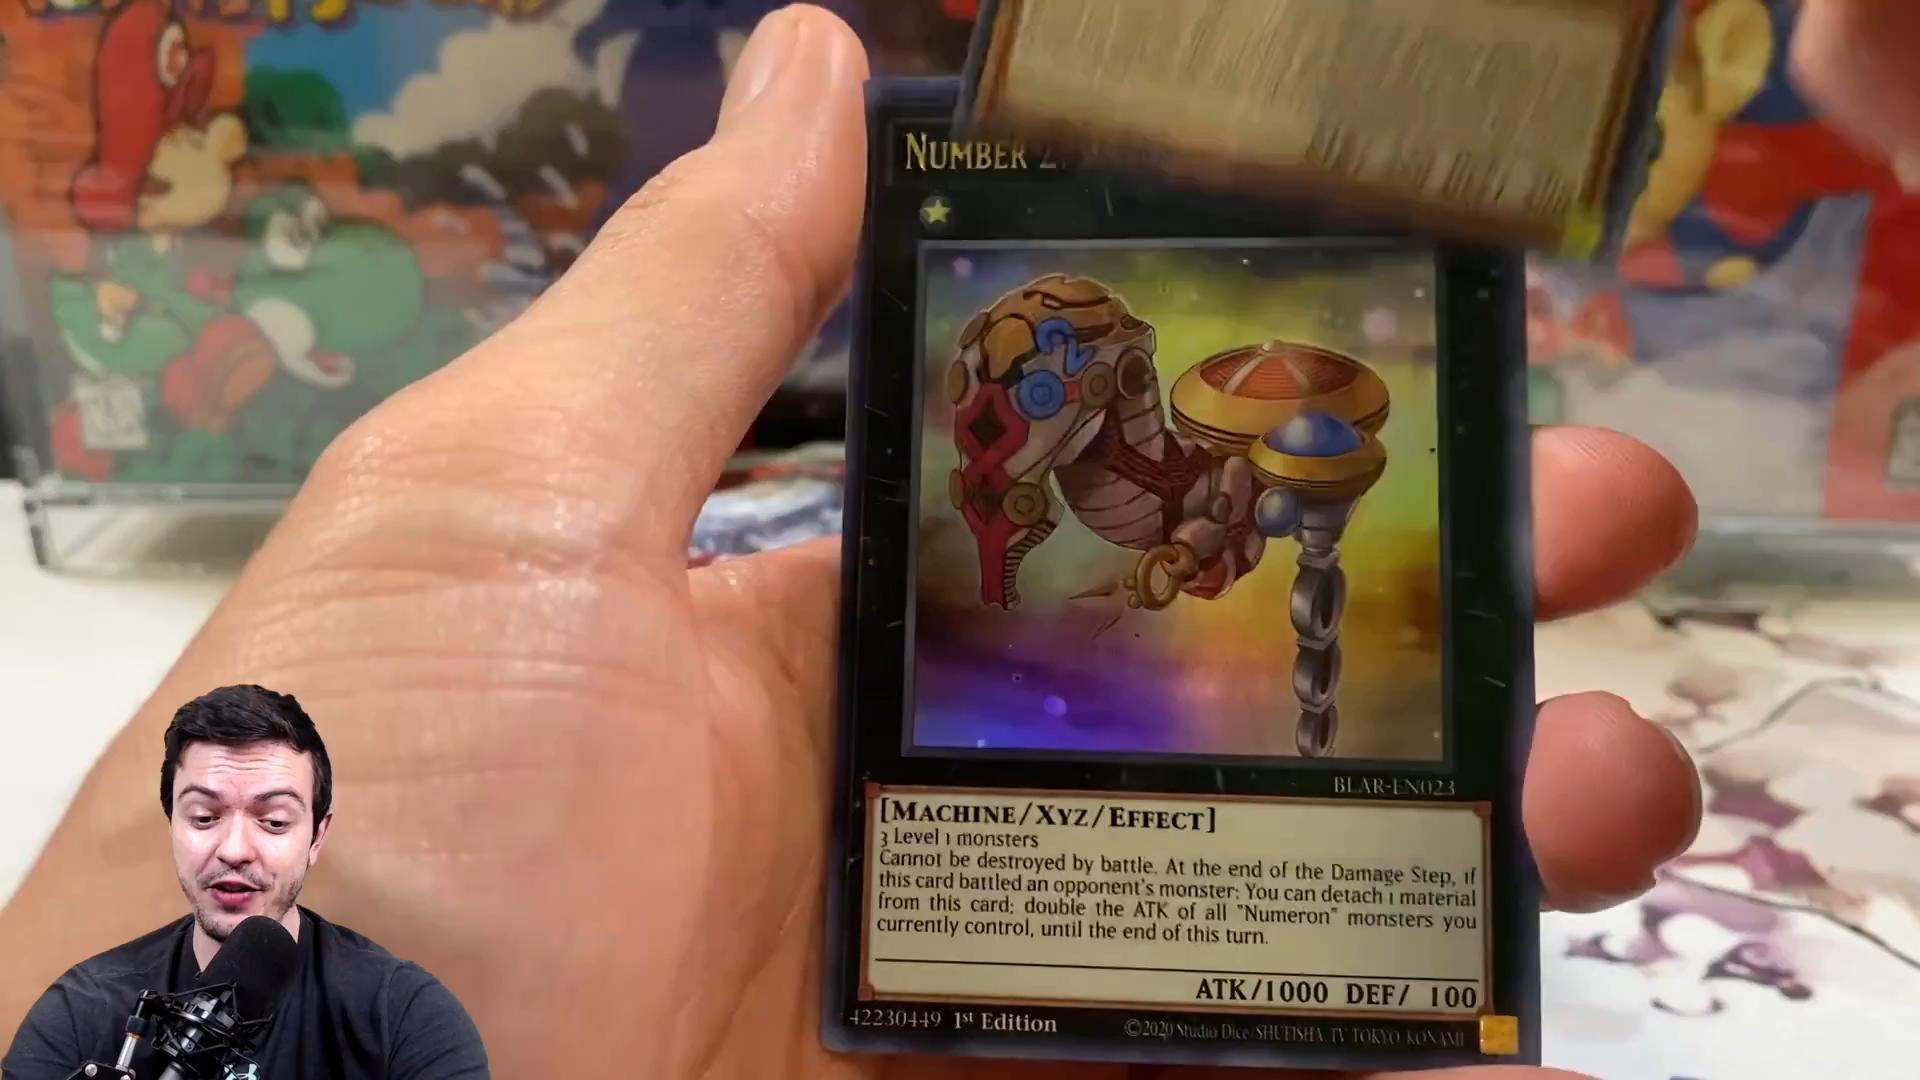 NUMBER 2:
BLAR-EN023
[MACHINE/XYZ/EFFECT]
3 Level 1 monsters
Cannot be destroyed by battle. At the end of the Damage Step, if
this card battled an opponent's monster: You can detach 1 material
from this card; double the ATK of all "Numeron" monsters you
currently control, until the end of this turn.
ATK/1000 DEF/ 100
42230449 1st Edition
©2020 Studio Dice/SHUEISHA, TV TOKYO, KONAMI